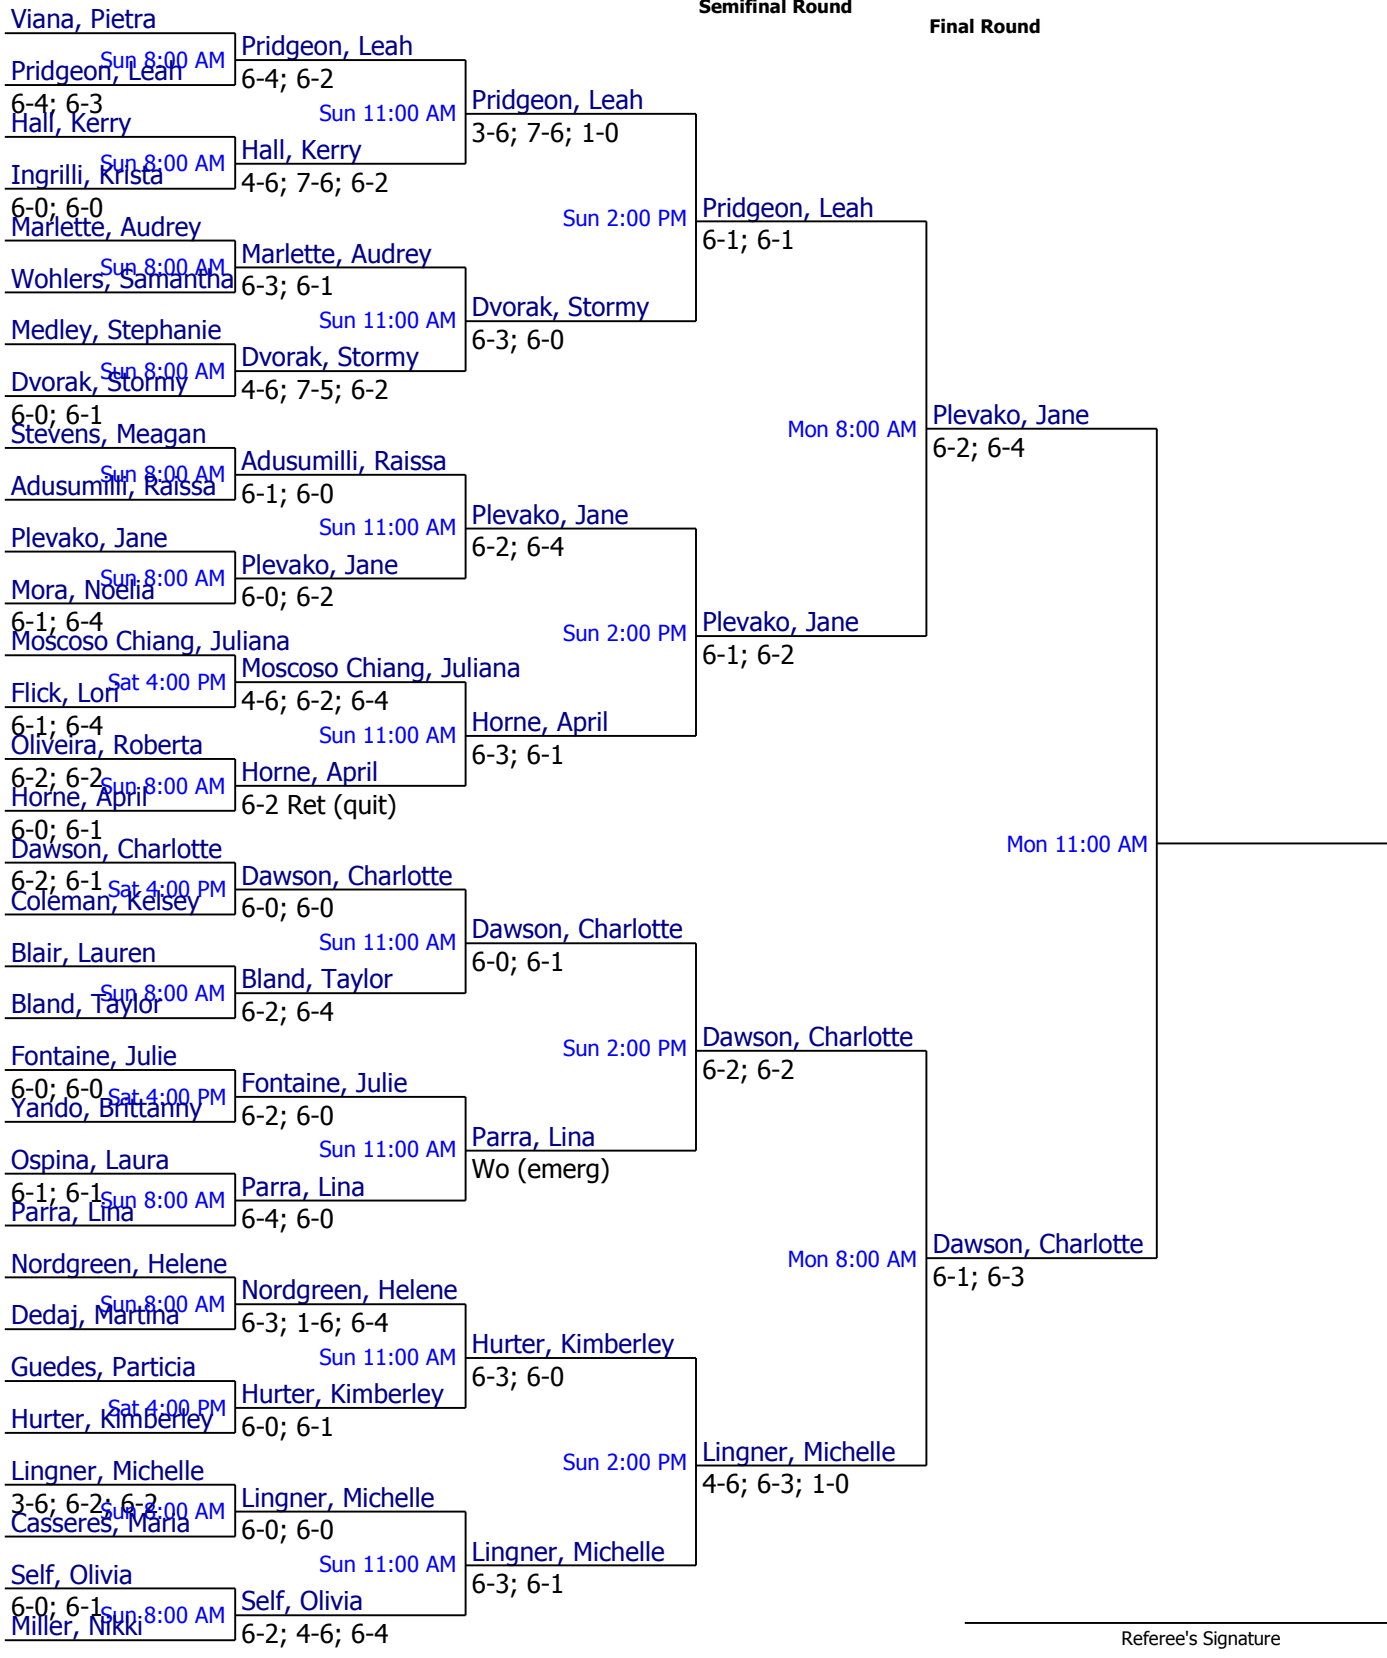 Semifinal Round
Final Round
Viana, Pietra
Sun 8:00 AM
Pridgeon, Leah
6-4; 6-3
Hall, Kerry
Sun 8:00 AM
Ingrilli, Krista
6-0; 6-0
Marlette, Audrey
Sun 8:00 AM
Wohlers, Samantha
Medley, Stephanie
Sun 8:00 AM
Dvorak, Stormy
6-0; 6-1
Stevens, Meagan
Sun 8:00 AM
Adusumilli, Raissa
Plevako, Jane
Sun 8:00 AM
Mora, Noelia
6-1; 6-4
Moscoso Chiang, Juliana
Sat 4:00 PM
Flick, Lori
6-1; 6-4
Oliveira, Roberta
6-2; 6-2
Sun 8:00 AM
Horne, April
6-0; 6-1
Dawson, Charlotte
6-2; 6-1
Sat 4:00 PM
Coleman, Kelsey
Blair, Lauren
Sun 8:00 AM
Bland, Taylor
Fontaine, Julie
6-0; 6-0
Sat 4:00 PM
Yando, Brittanny
Ospina, Laura
6-1; 6-1
Sun 8:00 AM
Parra, Lina
Nordgreen, Helene
Sun 8:00 AM
Dedaj, Martina
Guedes, Particia
Sat 4:00 PM
Hurter, Kimberley
Lingner, Michelle
3-6; 6-2; 6-2
Sun 8:00 AM
Casseres, Maria
Self, Olivia
6-0; 6-1
Sun 8:00 AM
Miller, Nikki
Pridgeon, Leah
6-4; 6-2
Sun 11:00 AM
Hall, Kerry
4-6; 7-6; 6-2
Marlette, Audrey
6-3; 6-1
Sun 11:00 AM
Dvorak, Stormy
4-6; 7-5; 6-2
Adusumilli, Raissa
6-1; 6-0
Sun 11:00 AM
Plevako, Jane
6-0; 6-2
Moscoso Chiang, Juliana
4-6; 6-2; 6-4
Sun 11:00 AM
Horne, April
6-2 Ret (quit)
Dawson, Charlotte
6-0; 6-0
Sun 11:00 AM
Bland, Taylor
6-2; 6-4
Fontaine, Julie
6-2; 6-0
Sun 11:00 AM
Parra, Lina
6-4; 6-0
Nordgreen, Helene
6-3; 1-6; 6-4
Sun 11:00 AM
Hurter, Kimberley
6-0; 6-1
Lingner, Michelle
6-0; 6-0
Sun 11:00 AM
Self, Olivia
6-2; 4-6; 6-4
Pridgeon, Leah
3-6; 7-6; 1-0
Sun 2:00 PM
Dvorak, Stormy
6-3; 6-0
Plevako, Jane
6-2; 6-4
Sun 2:00 PM
Horne, April
6-3; 6-1
Dawson, Charlotte
6-0; 6-1
Sun 2:00 PM
Parra, Lina
Wo (emerg)
Hurter, Kimberley
6-3; 6-0
Sun 2:00 PM
Lingner, Michelle
6-3; 6-1
Pridgeon, Leah
6-1; 6-1
Mon 8:00 AM
Plevako, Jane
6-1; 6-2
Dawson, Charlotte
6-2; 6-2
Mon 8:00 AM
Lingner, Michelle
4-6; 6-3; 1-0
Plevako, Jane
6-2; 6-4
Mon 11:00 AM
Dawson, Charlotte
6-1; 6-3
Referee's Signature